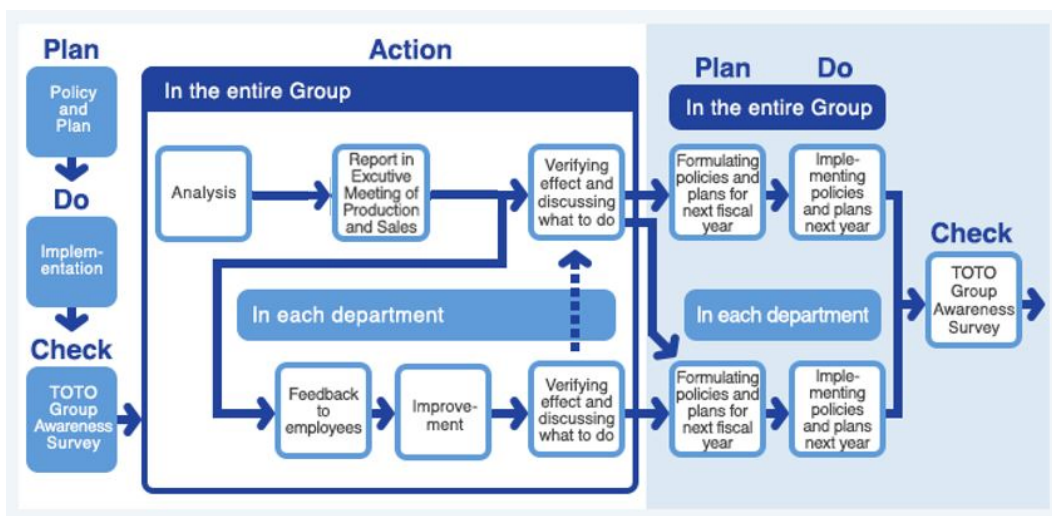 Plan
Policy
and
Plan
Do
Implem-
entation
Check
TOTO
Group
Awareness
Survey
Action
In the entire Group
Analysis
Report in
Excutive
Meeting of
Production
and Sales
Verifying
effect and
discussing
what to do
In each department
Feedback
to
employees
Improve-
ment
Verifying
effect and
discussing
what to do
Plan
Do
In the entire Group
Formulating
policies and
plans for
next fiscal
year
Imple-
menting
policies
and plans
next year
In each department
Formulating
policies and
plans for
next fiscal
year
Imple-
menting
policies
and plans
next year
Check
TOTO
Group
Awareness
Survey